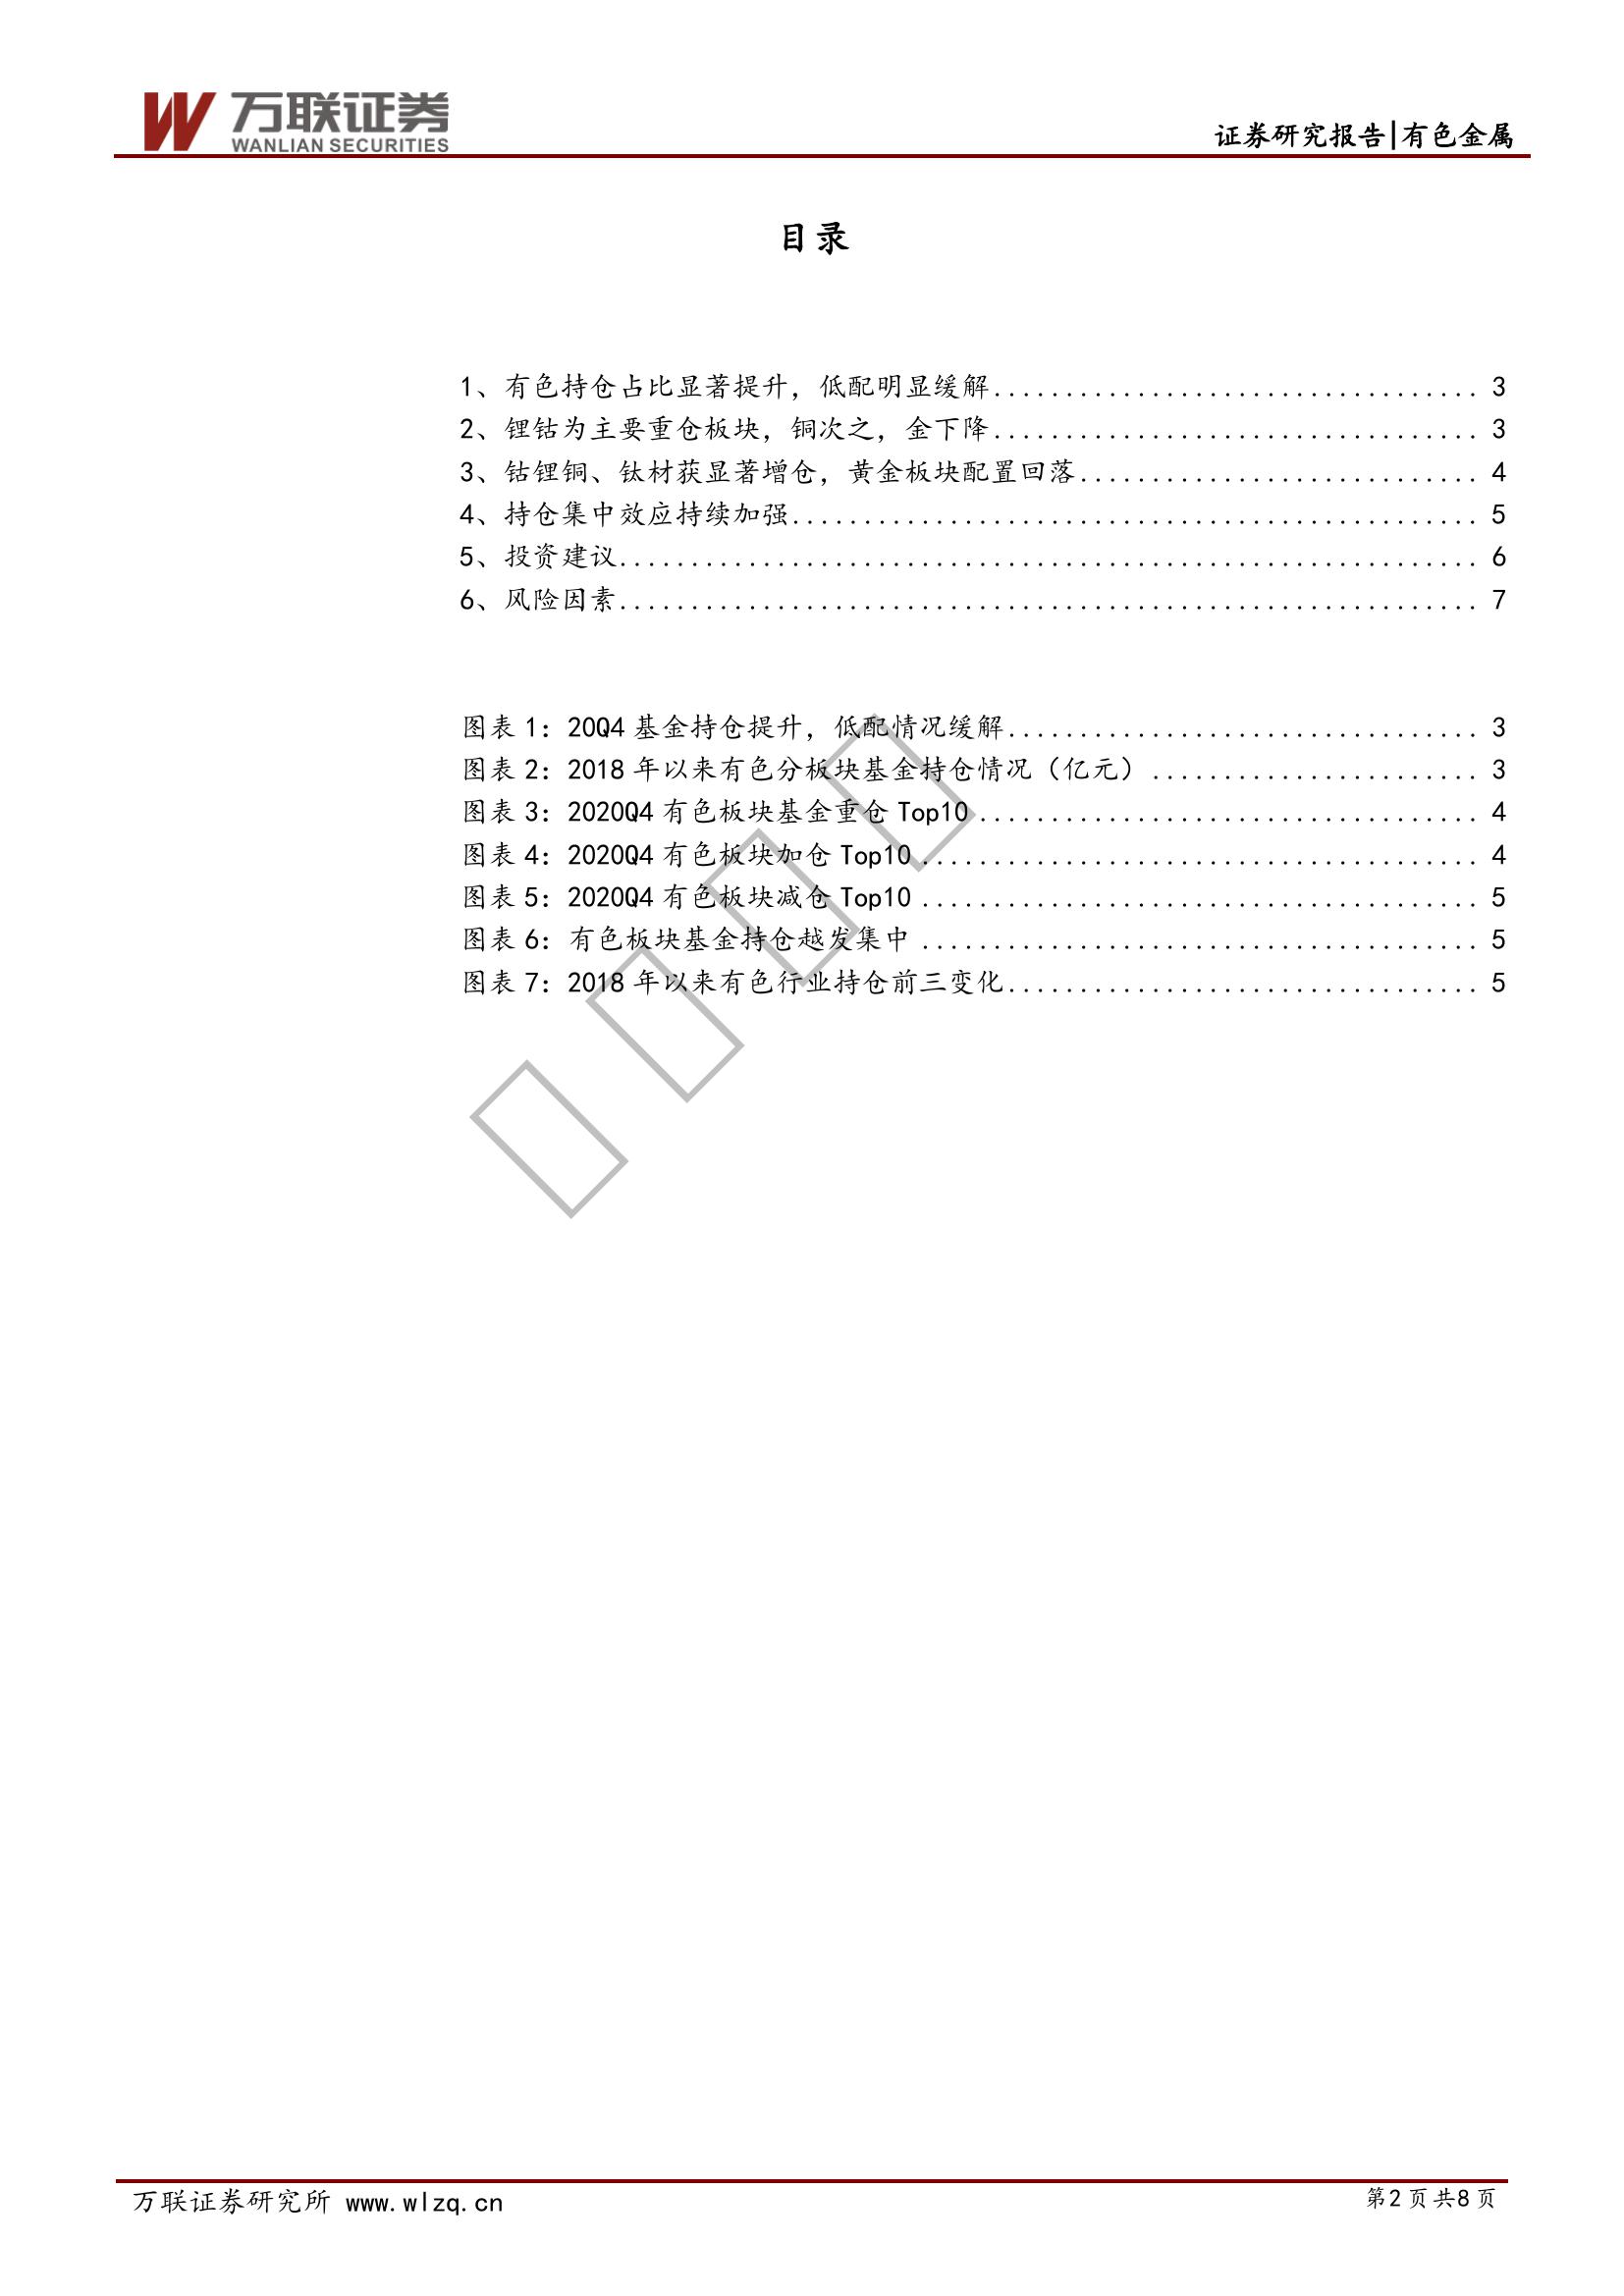 万联证券
WANLIAN SECURITIES
证券研究报告|有色金属
目录
1、有色持仓占比显著提升，低配明显缓解.................................. 3
2、锂钴为主要重仓板块，铜次之，金下降.................................. 3
3、钴锂铜、钛材获显著增仓，黄金板块配置回落............................ 4
4、持仓集中效应持续加强................................................ 5
5、投资建议............................................................ 6
6、风险因素............................................................ 7
图表 1：20Q4 基金持仓提升，低配情况缓解................................. 3
图表 2：2018 年以来有色分板块基金持仓情况（亿元）....................... 3
图表 3：2020Q4 有色板块基金重仓 Top10................................... 4
图表 4：2020Q4 有色板块加仓 Top10....................................... 4
图表 5：2020Q4 有色板块减仓 Top10....................................... 5
图表 6：有色板块基金持仓越发集中....................................... 5
图表 7：2018 年以来有色行业持仓前三变化................................. 5
万联证券研究所 www.wlzq.cn
第2页共8页